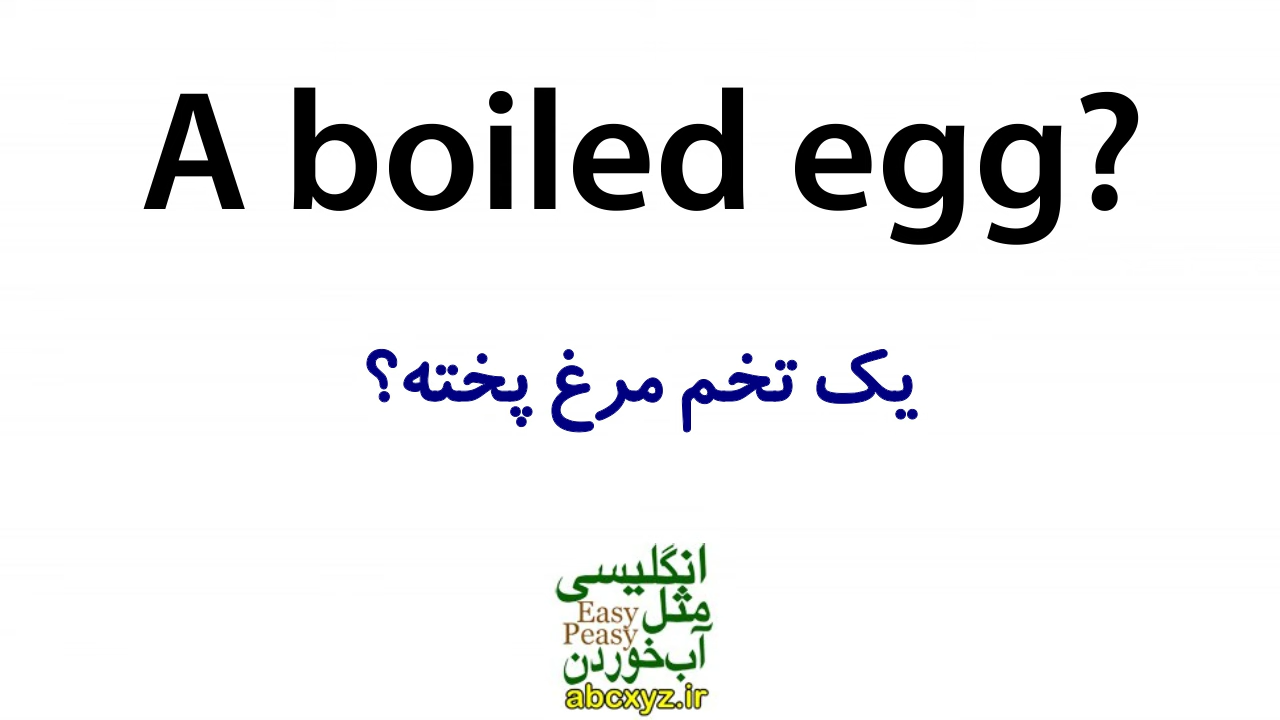 A boiled egg?
یک تخم مرغ پخته؟
انگلیسی
مثل Easy
Peasy
آب خوردن
abcxyz.ir